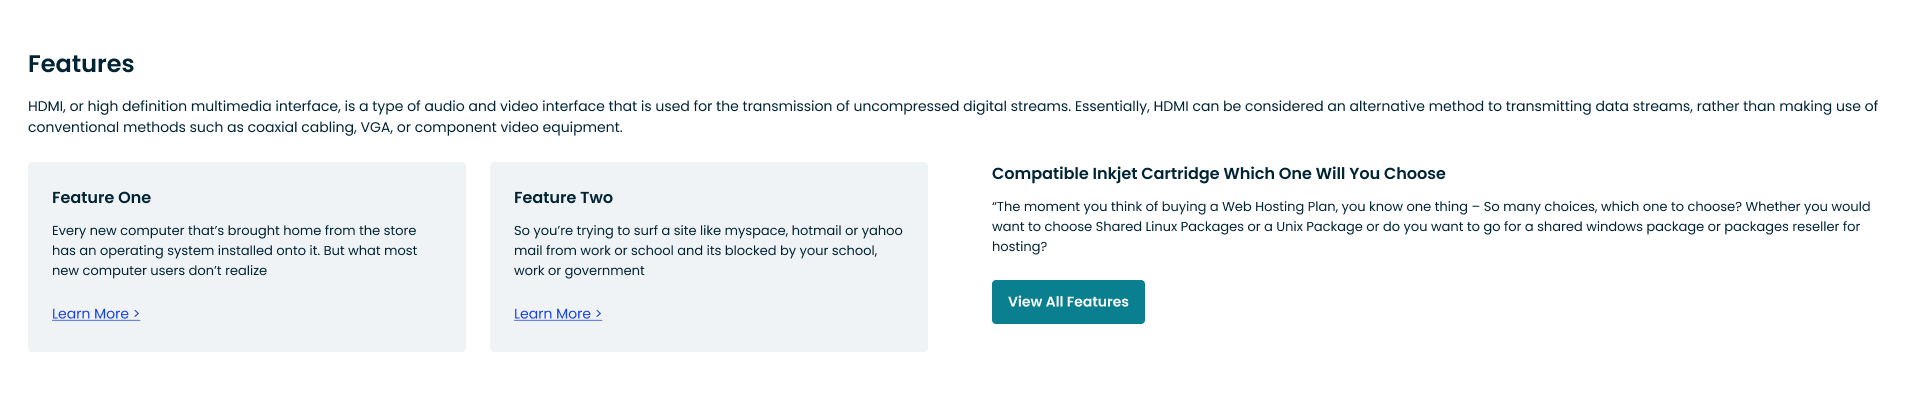 Features
HDMI, or high definition multimedia interface, is a type of audio and video interface that is used for the transmission of uncompressed digital streams. Essentially, HDMI can be considered an alternative method to transmitting data streams, rather than making use of
conventional methods such as coaxial cabling, VGA, or component video equipment.
Feature One
Every new computer that’s brought home from the store
has an operating system installed onto it. But what most
new computer users don’t realize
Learn More >
Feature Two
So you’re trying to surf a site like myspace, hotmail or yahoo
mail from work or school and its blocked by your school,
work or government
Learn More >
Compatible Inkjet Cartridge Which One Will You Choose
“The moment you think of buying a Web Hosting Plan, you know one thing – So many choices, which one to choose? Whether you would
want to choose Shared Linux Packages or a Unix Package or do you want to go for a shared windows package or packages reseller for
hosting?
View All Features